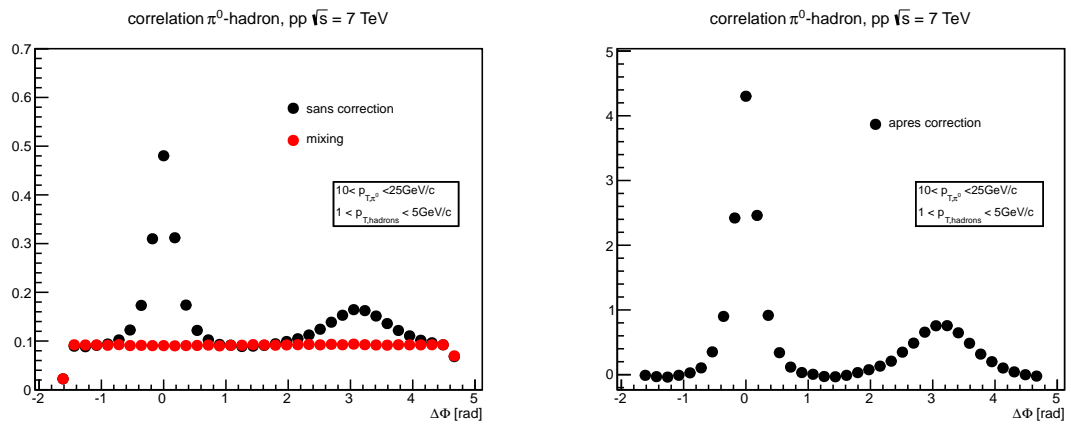 correlation π⁰-hadron, pp √s = 7 TeV
0.7
0.6
0.5
0.4
0.3
0.2
0.1
0
sans correction
mixing
10< p_T,π⁰ <25GeV/c
1 < p_T,hadrons < 5GeV/c
-2 -1 0 1 2 3 4 5
ΔΦ [rad]
correlation π⁰-hadron, pp √s = 7 TeV
5
4
3
2
1
0
apres correction
10< p_T,π⁰ <25GeV/c
1 < p_T,hadrons < 5GeV/c
-2 -1 0 1 2 3 4 5
ΔΦ [rad]